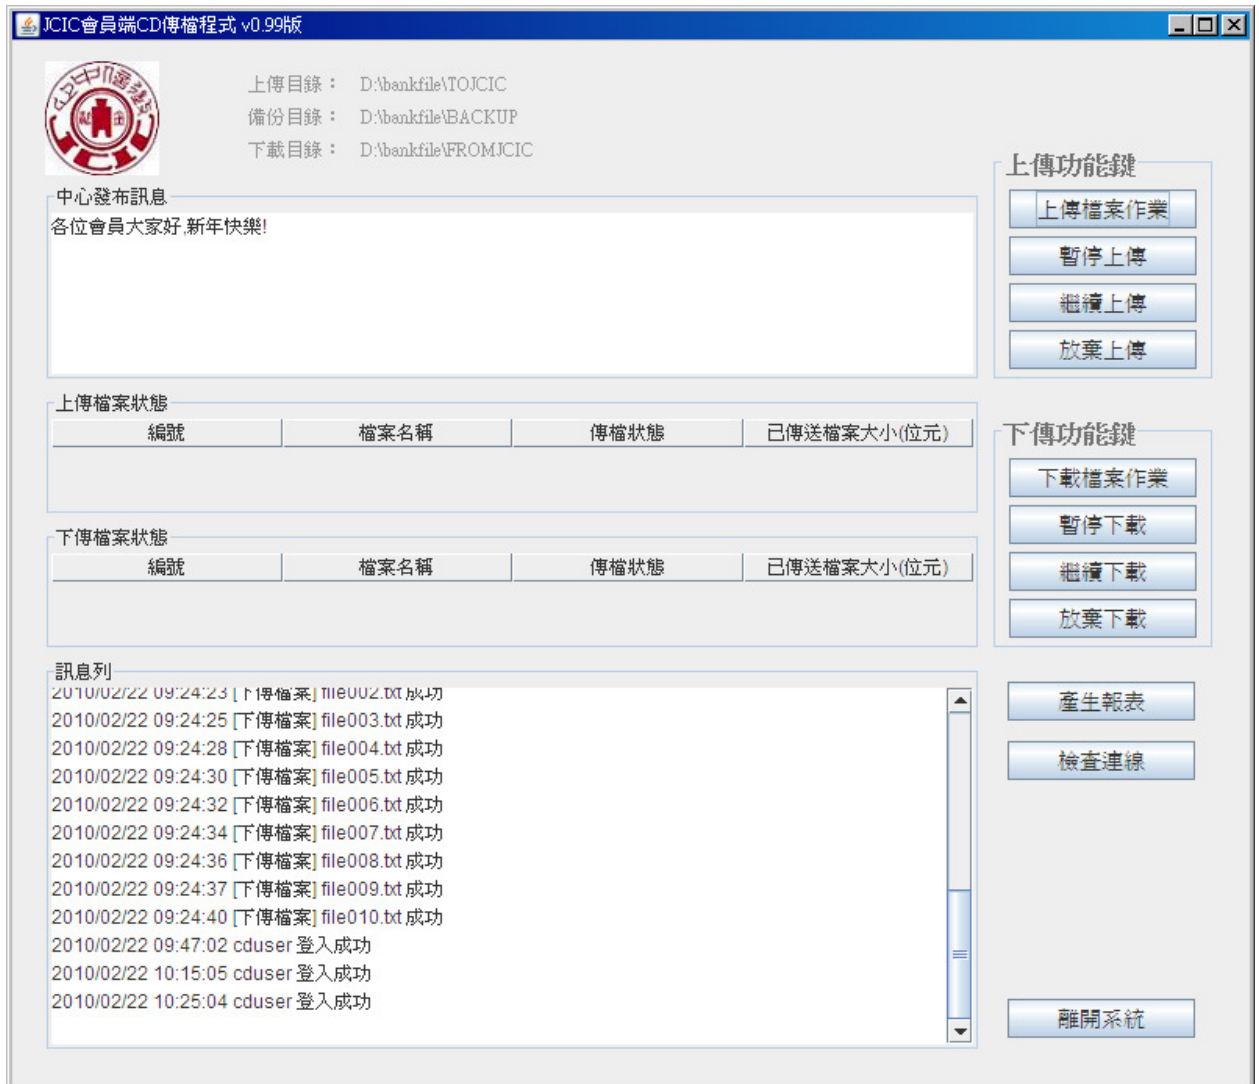 JCIC會員端CD傳檔程式 v0.99版
上傳目錄： D:\bankfile\TOJCIC
備份目錄： D:\bankfile\BACKUP
下載目錄： D:\bankfile\FROMJCIC
中心發布訊息
各位會員大家好,新年快樂!
上傳檔案狀態
編號 檔案名稱 傳檔狀態 已傳送檔案大小(位元)
下傳檔案狀態
編號 檔案名稱 傳檔狀態 已傳送檔案大小(位元)
訊息列
2010/02/22 09:24:23 [下傳檔案] file002.txt 成功
2010/02/22 09:24:25 [下傳檔案] file003.txt 成功
2010/02/22 09:24:28 [下傳檔案] file004.txt 成功
2010/02/22 09:24:30 [下傳檔案] file005.txt 成功
2010/02/22 09:24:32 [下傳檔案] file006.txt 成功
2010/02/22 09:24:34 [下傳檔案] file007.txt 成功
2010/02/22 09:24:36 [下傳檔案] file008.txt 成功
2010/02/22 09:24:37 [下傳檔案] file009.txt 成功
2010/02/22 09:24:40 [下傳檔案] file010.txt 成功
2010/02/22 09:47:02 cduser 登入成功
2010/02/22 10:15:05 cduser 登入成功
2010/02/22 10:25:04 cduser 登入成功
上傳功能鍵
上傳檔案作業
暫停上傳
繼續上傳
放棄上傳
下傳功能鍵
下載檔案作業
暫停下載
繼續下載
放棄下載
產生報表
檢查連線
離開系統